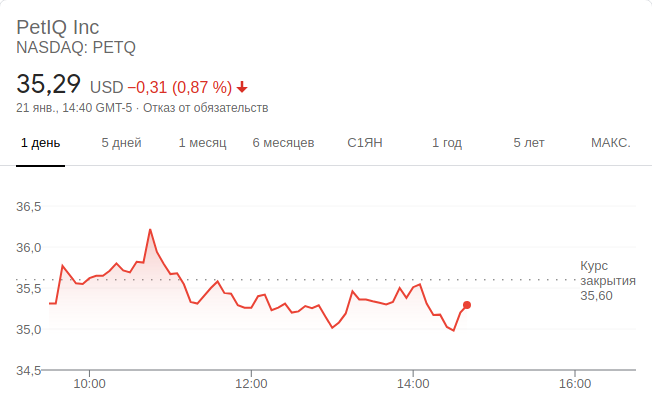 PetIQ Inc
NASDAQ: PETQ
35,29 USD −0,31 (0,87 %)
21 янв., 14:40 GMT-5 · Отказ от обязательств
1 день 5 дней 1 месяц 6 месяцев С1ЯН 1 год 5 лет МАКС.
36,5
36,0
Курс
35,5 закрытия
35,60
35,0
34,5
10:00 12:00 14:00 16:00